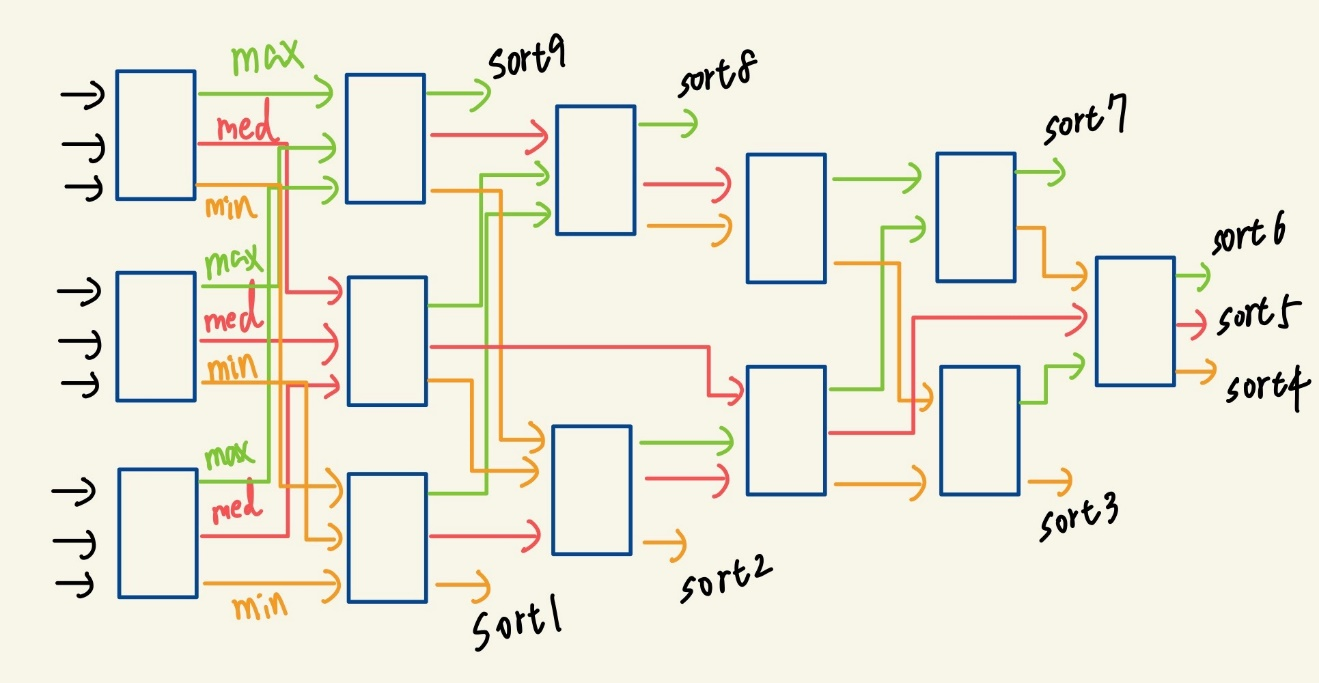 max
med
min
max
med
min
max
med
min
sort9
sort8
sort7
sort6
sort5
sort4
sort3
sort2
Sort1